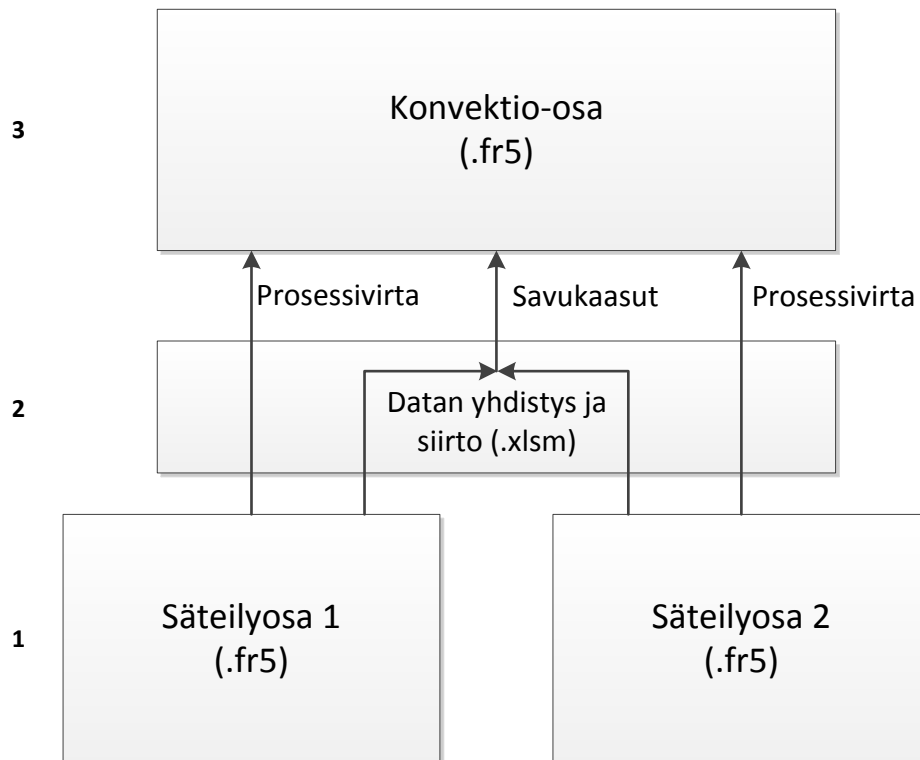 3
Konvektio-osa
(.fr5)
Prosessivirta
Savukaasut
Prosessivirta
2
Datan yhdistys ja
siirto (.xlsm)
1
Säteilyosa 1
(.fr5)
Säteilyosa 2
(.fr5)